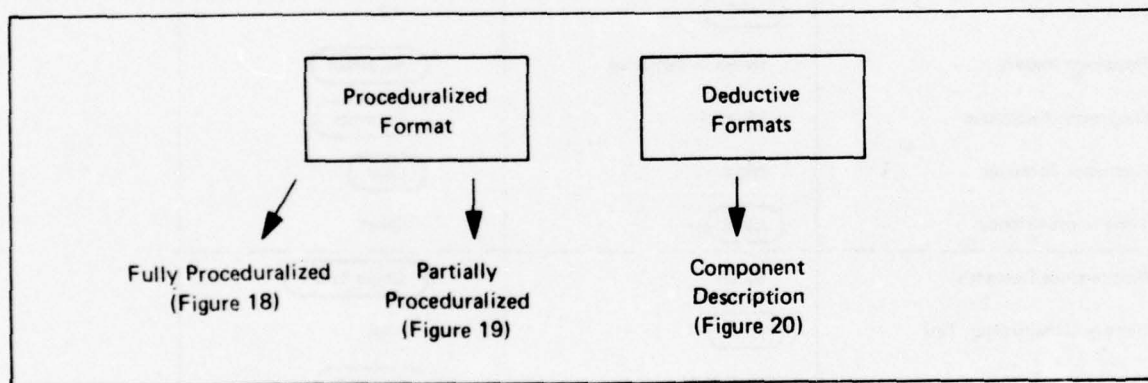 Proceduralized
Format
Deductive
Formats
Fully Proceduralized
(Figure 18)
Partially
Proceduralized
(Figure 19)
Component
Description
(Figure 20)